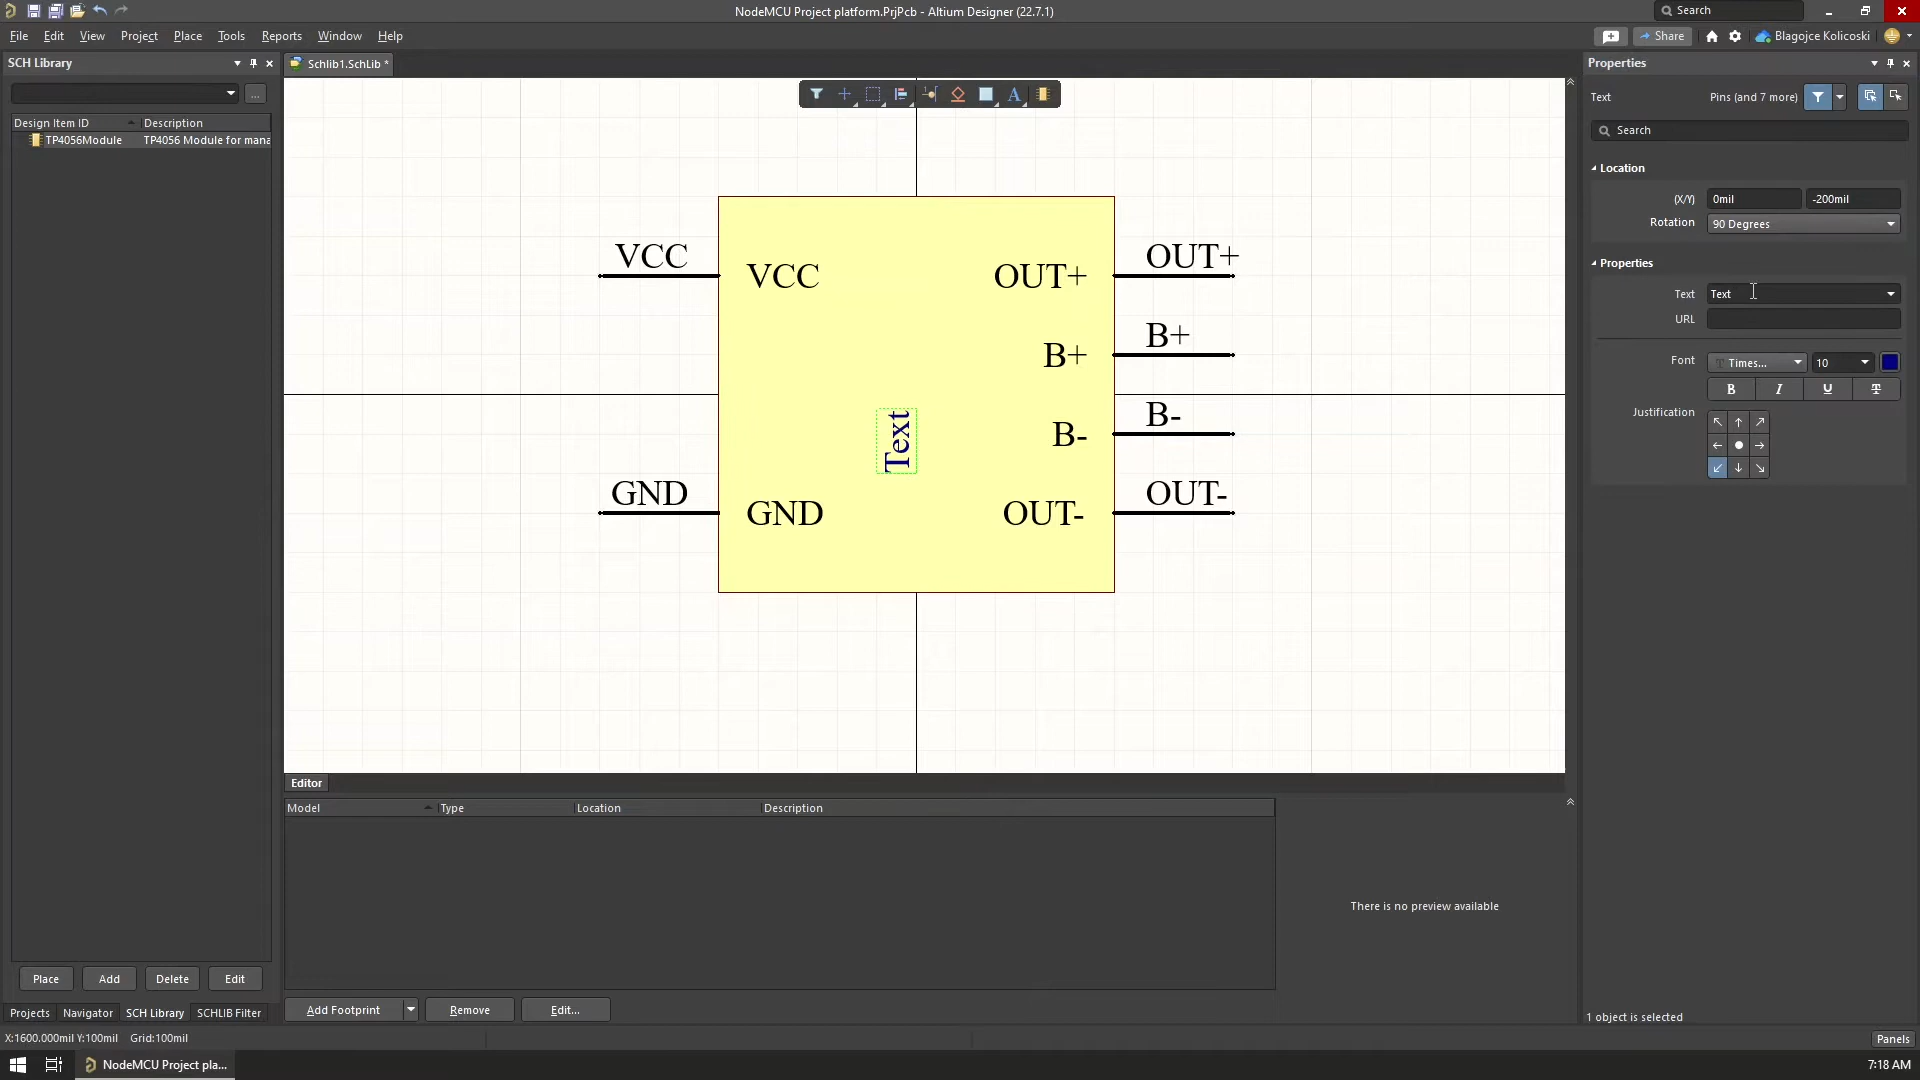 NodeMCU Project platform.PrjPcb - Altium Designer (22.7.1)
Search
File Edit View Project Place Tools Reports Window Help
Share
Blagojce Kolicoski
SCH Library
Schlib1.SchLib *
Properties
...
Text Pins (and 7 more)
Design Item ID Description
TP4056Module TP4056 Module for mana
Search
Location
(X/Y) 0mil -200mil
Rotation 90 Degrees
Properties
Text Text
URL
Font Times... 10
B I U T
Justification
VCC VCC OUT+ OUT+
B+ B+
B- B-
Text
GND GND OUT- OUT-
Editor
Model Type Location Description
There is no preview available
Place Add Delete Edit
Add Footprint Remove Edit...
Projects Navigator SCH Library SCHLIB Filter
1 object is selected
X:1600.000mil Y:100mil Grid:100mil
Panels
NodeMCU Project pla...
7:18 AM